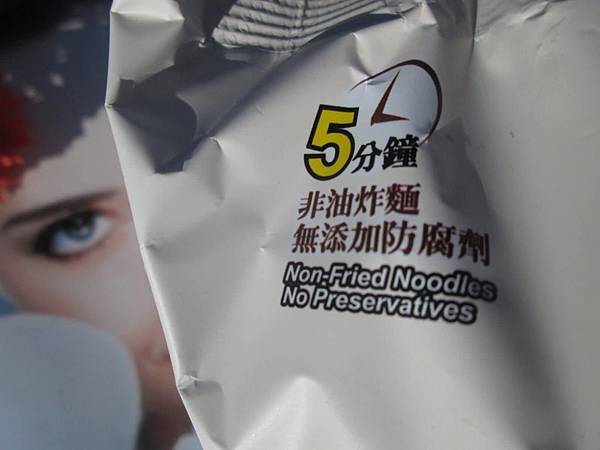 5分鐘
非油炸麵
無添加防腐劑
Non-Fried Noodles
No Preservatives